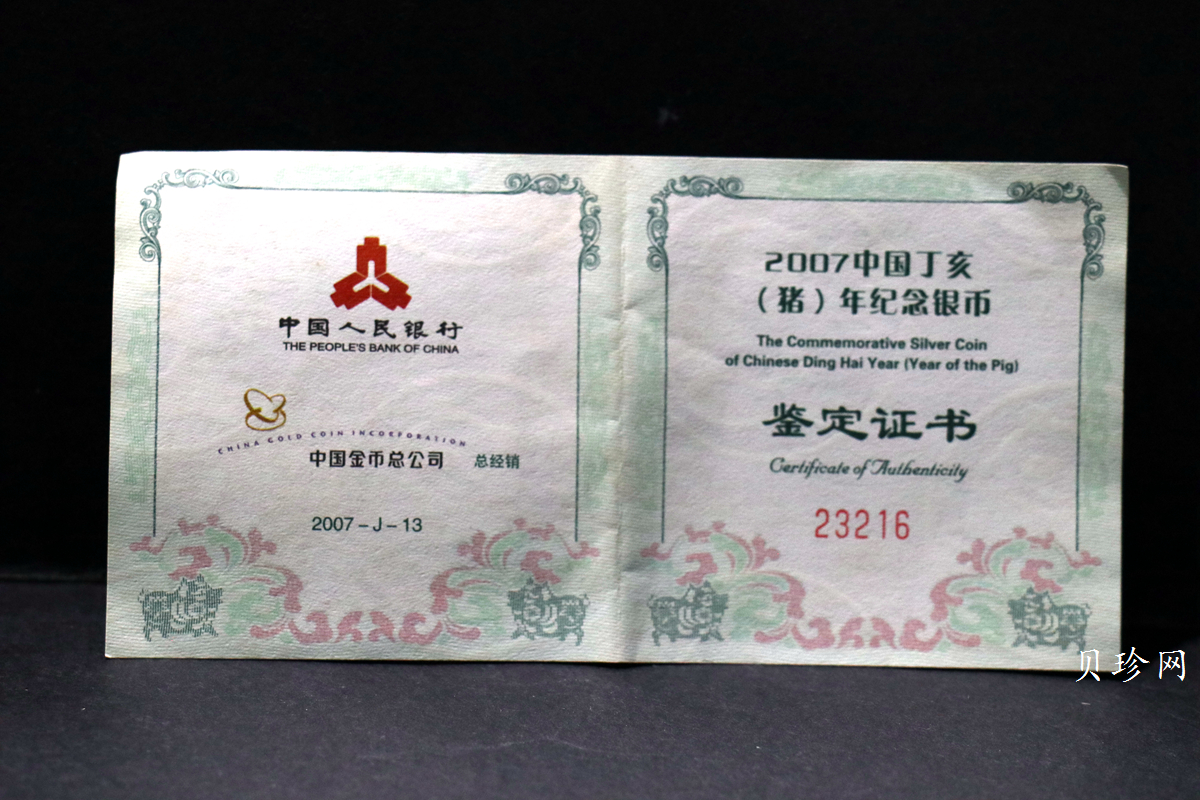 中国人民银行
THE PEOPLE'S BANK OF CHINA
CHINA GOLD COIN INCORPORATION
中国金币总公司 总经销
2007-J-13
2007中国丁亥
（猪）年纪念银币
The Commemorative Silver Coin
of Chinese Ding Hai Year (Year of the Pig)
鉴定证书
Certificate of Authenticity
23216
贝珍网